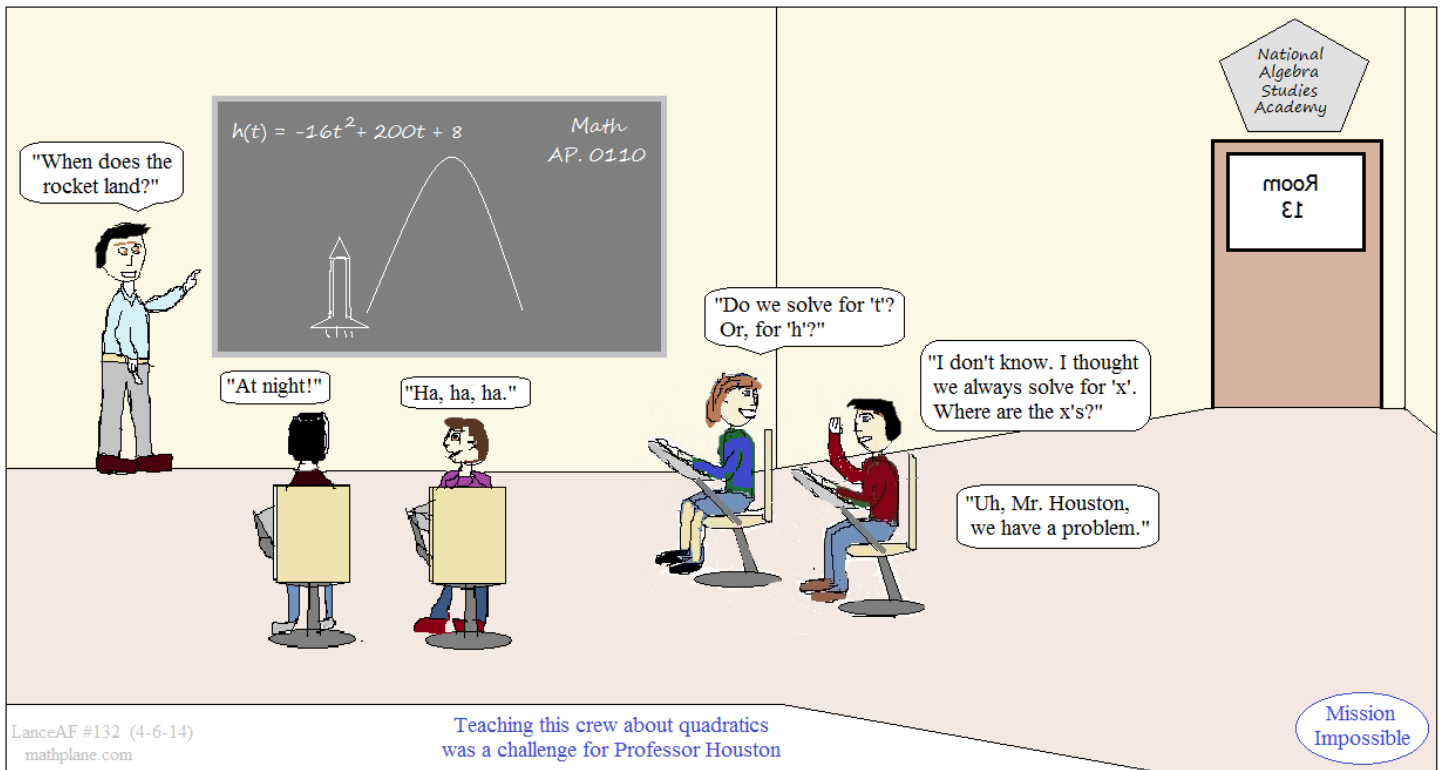 National
Algebra
Studies
Academy
h(t) = -16t² + 200t + 8
Math
AP. 0110
"When does the
rocket land?"
Room
13
"Do we solve for 't'?
Or, for 'h'?"
"I don't know. I thought
we always solve for 'x'.
Where are the x's?"
"At night!"
"Ha, ha, ha."
"Uh, Mr. Houston,
we have a problem."
LanceAF #132 (4-6-14)
mathplane.com
Teaching this crew about quadratics
was a challenge for Professor Houston
Mission
Impossible